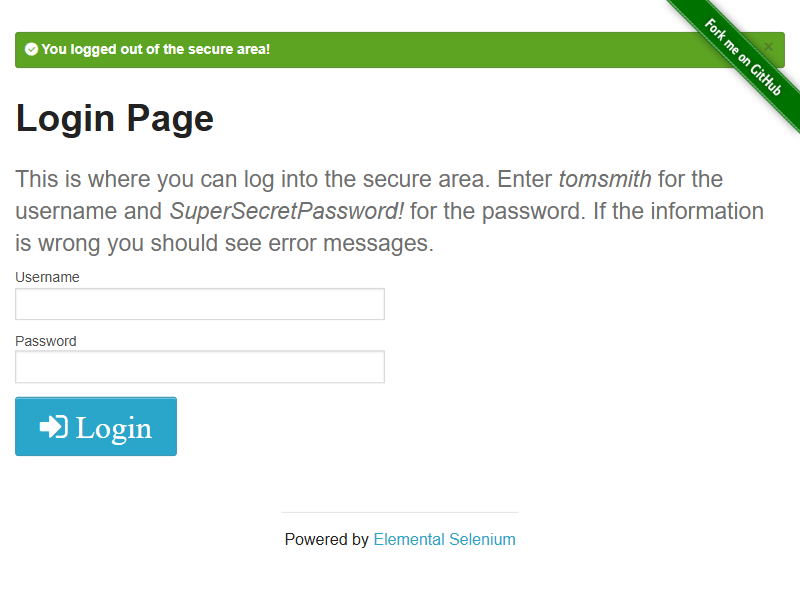 You logged out of the secure area!
×
Fork me on GitHub
Login Page
This is where you can log into the secure area. Enter tomsmith for the
username and SuperSecretPassword! for the password. If the information
is wrong you should see error messages.
Username
Password
Login
Powered by Elemental Selenium